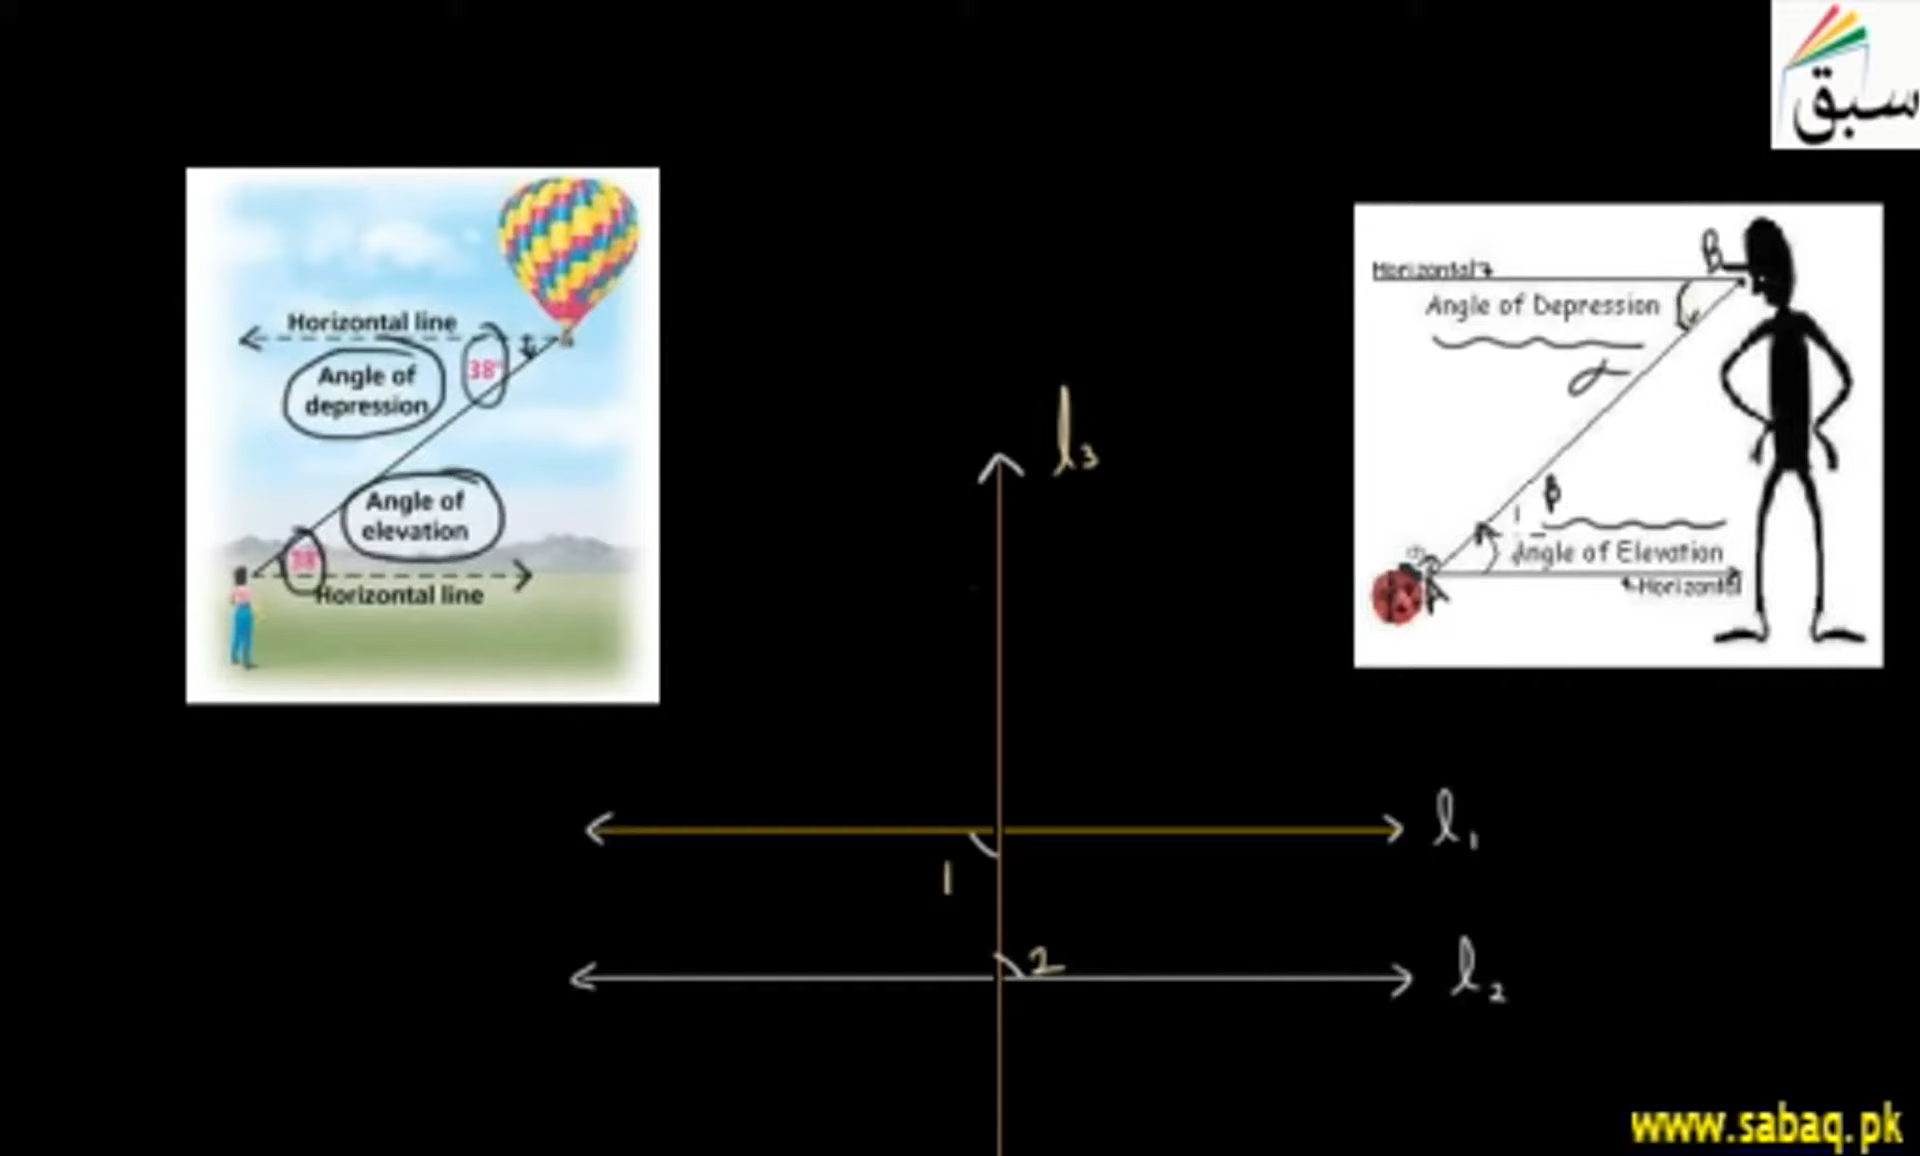 سبق
Horizontal line
38°
Angle of
depression
Angle of
elevation
38°
Horizontal line
B
Horizontal
Angle of Depression
α
β
Angle of Elevation
Horizontal
A
l₃
l₁
1
2
l₂
www.sabaq.pk